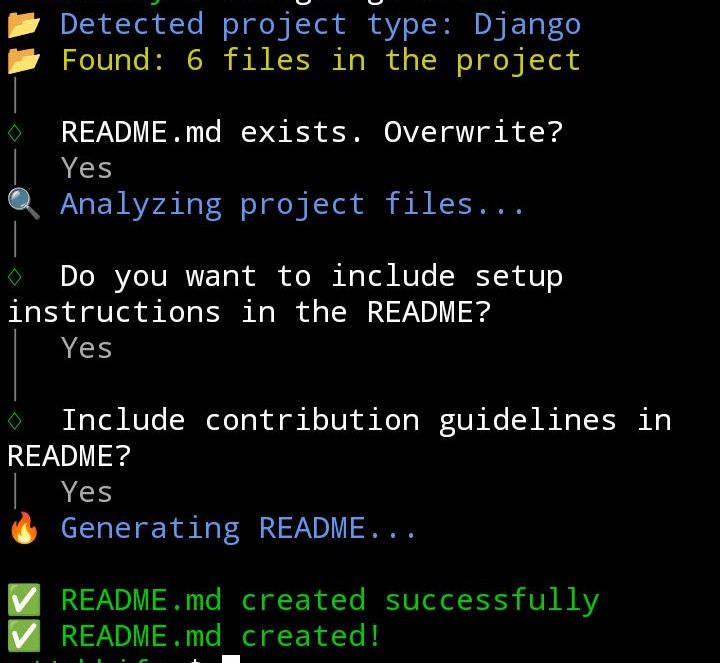 Detected project type: Django
Found: 6 files in the project
README.md exists. Overwrite?
Yes
Analyzing project files...
Do you want to include setup
instructions in the README?
Yes
Include contribution guidelines in
README?
Yes
Generating README...
README.md created successfully
README.md created!